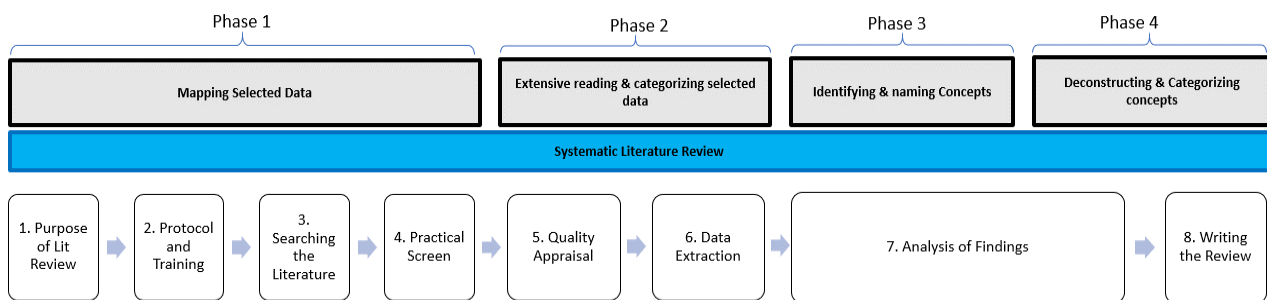 Phase 1
Phase 2
Phase 3
Phase 4
Mapping Selected Data
Extensive reading & categorizing selected
data
Identifying & naming Concepts
Deconstructing & Categorizing
concepts
Systematic Literature Review
1. Purpose
of Lit
Review
2. Protocol
and
Training
3.
Searching
the
Literature
4. Practical
Screen
5. Quality
Appraisal
6. Data
Extraction
7. Analysis of Findings
8. Writing
the Review